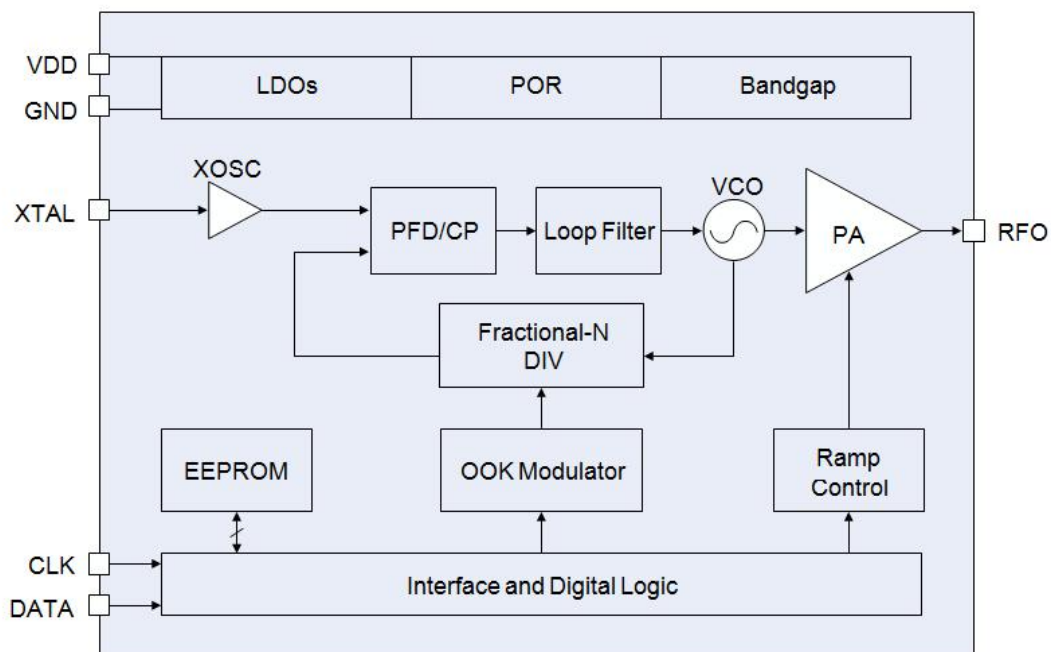 VDD
LDOs
POR
Bandgap
GND
XOSC
VCO
XTAL
PFD/CP
Loop Filter
PA
RFO
Fractional-N
DIV
EEPROM
OOK Modulator
Ramp
Control
CLK
Interface and Digital Logic
DATA